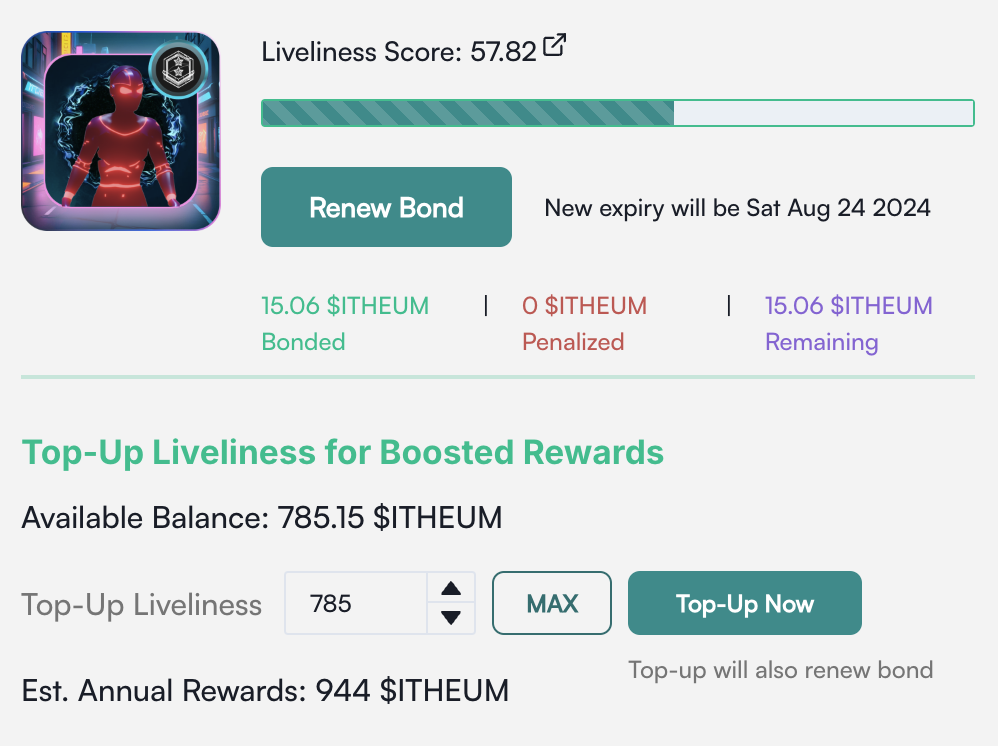 Liveliness Score: 57.82
Renew Bond
New expiry will be Sat Aug 24 2024
15.06 $ITHEUM | 0 $ITHEUM | 15.06 $ITHEUM
Bonded Penalized Remaining
Top-Up Liveliness for Boosted Rewards
Available Balance: 785.15 $ITHEUM
Top-Up Liveliness 785 MAX Top-Up Now
Top-up will also renew bond
Est. Annual Rewards: 944 $ITHEUM